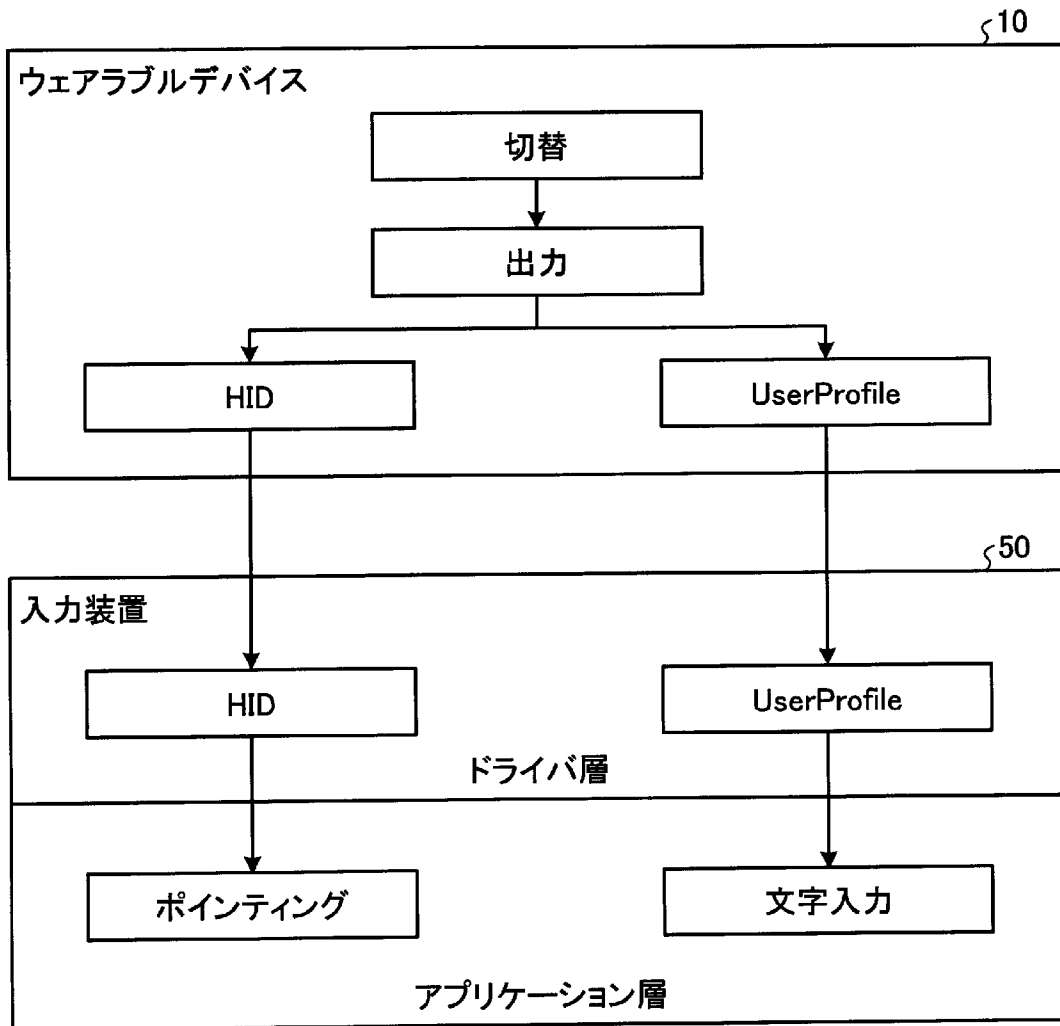 10
ウェアラブルデバイス
切替
出力
HID
UserProfile
50
入力装置
HID
UserProfile
ドライバ層
ポインティング
文字入力
アプリケーション層